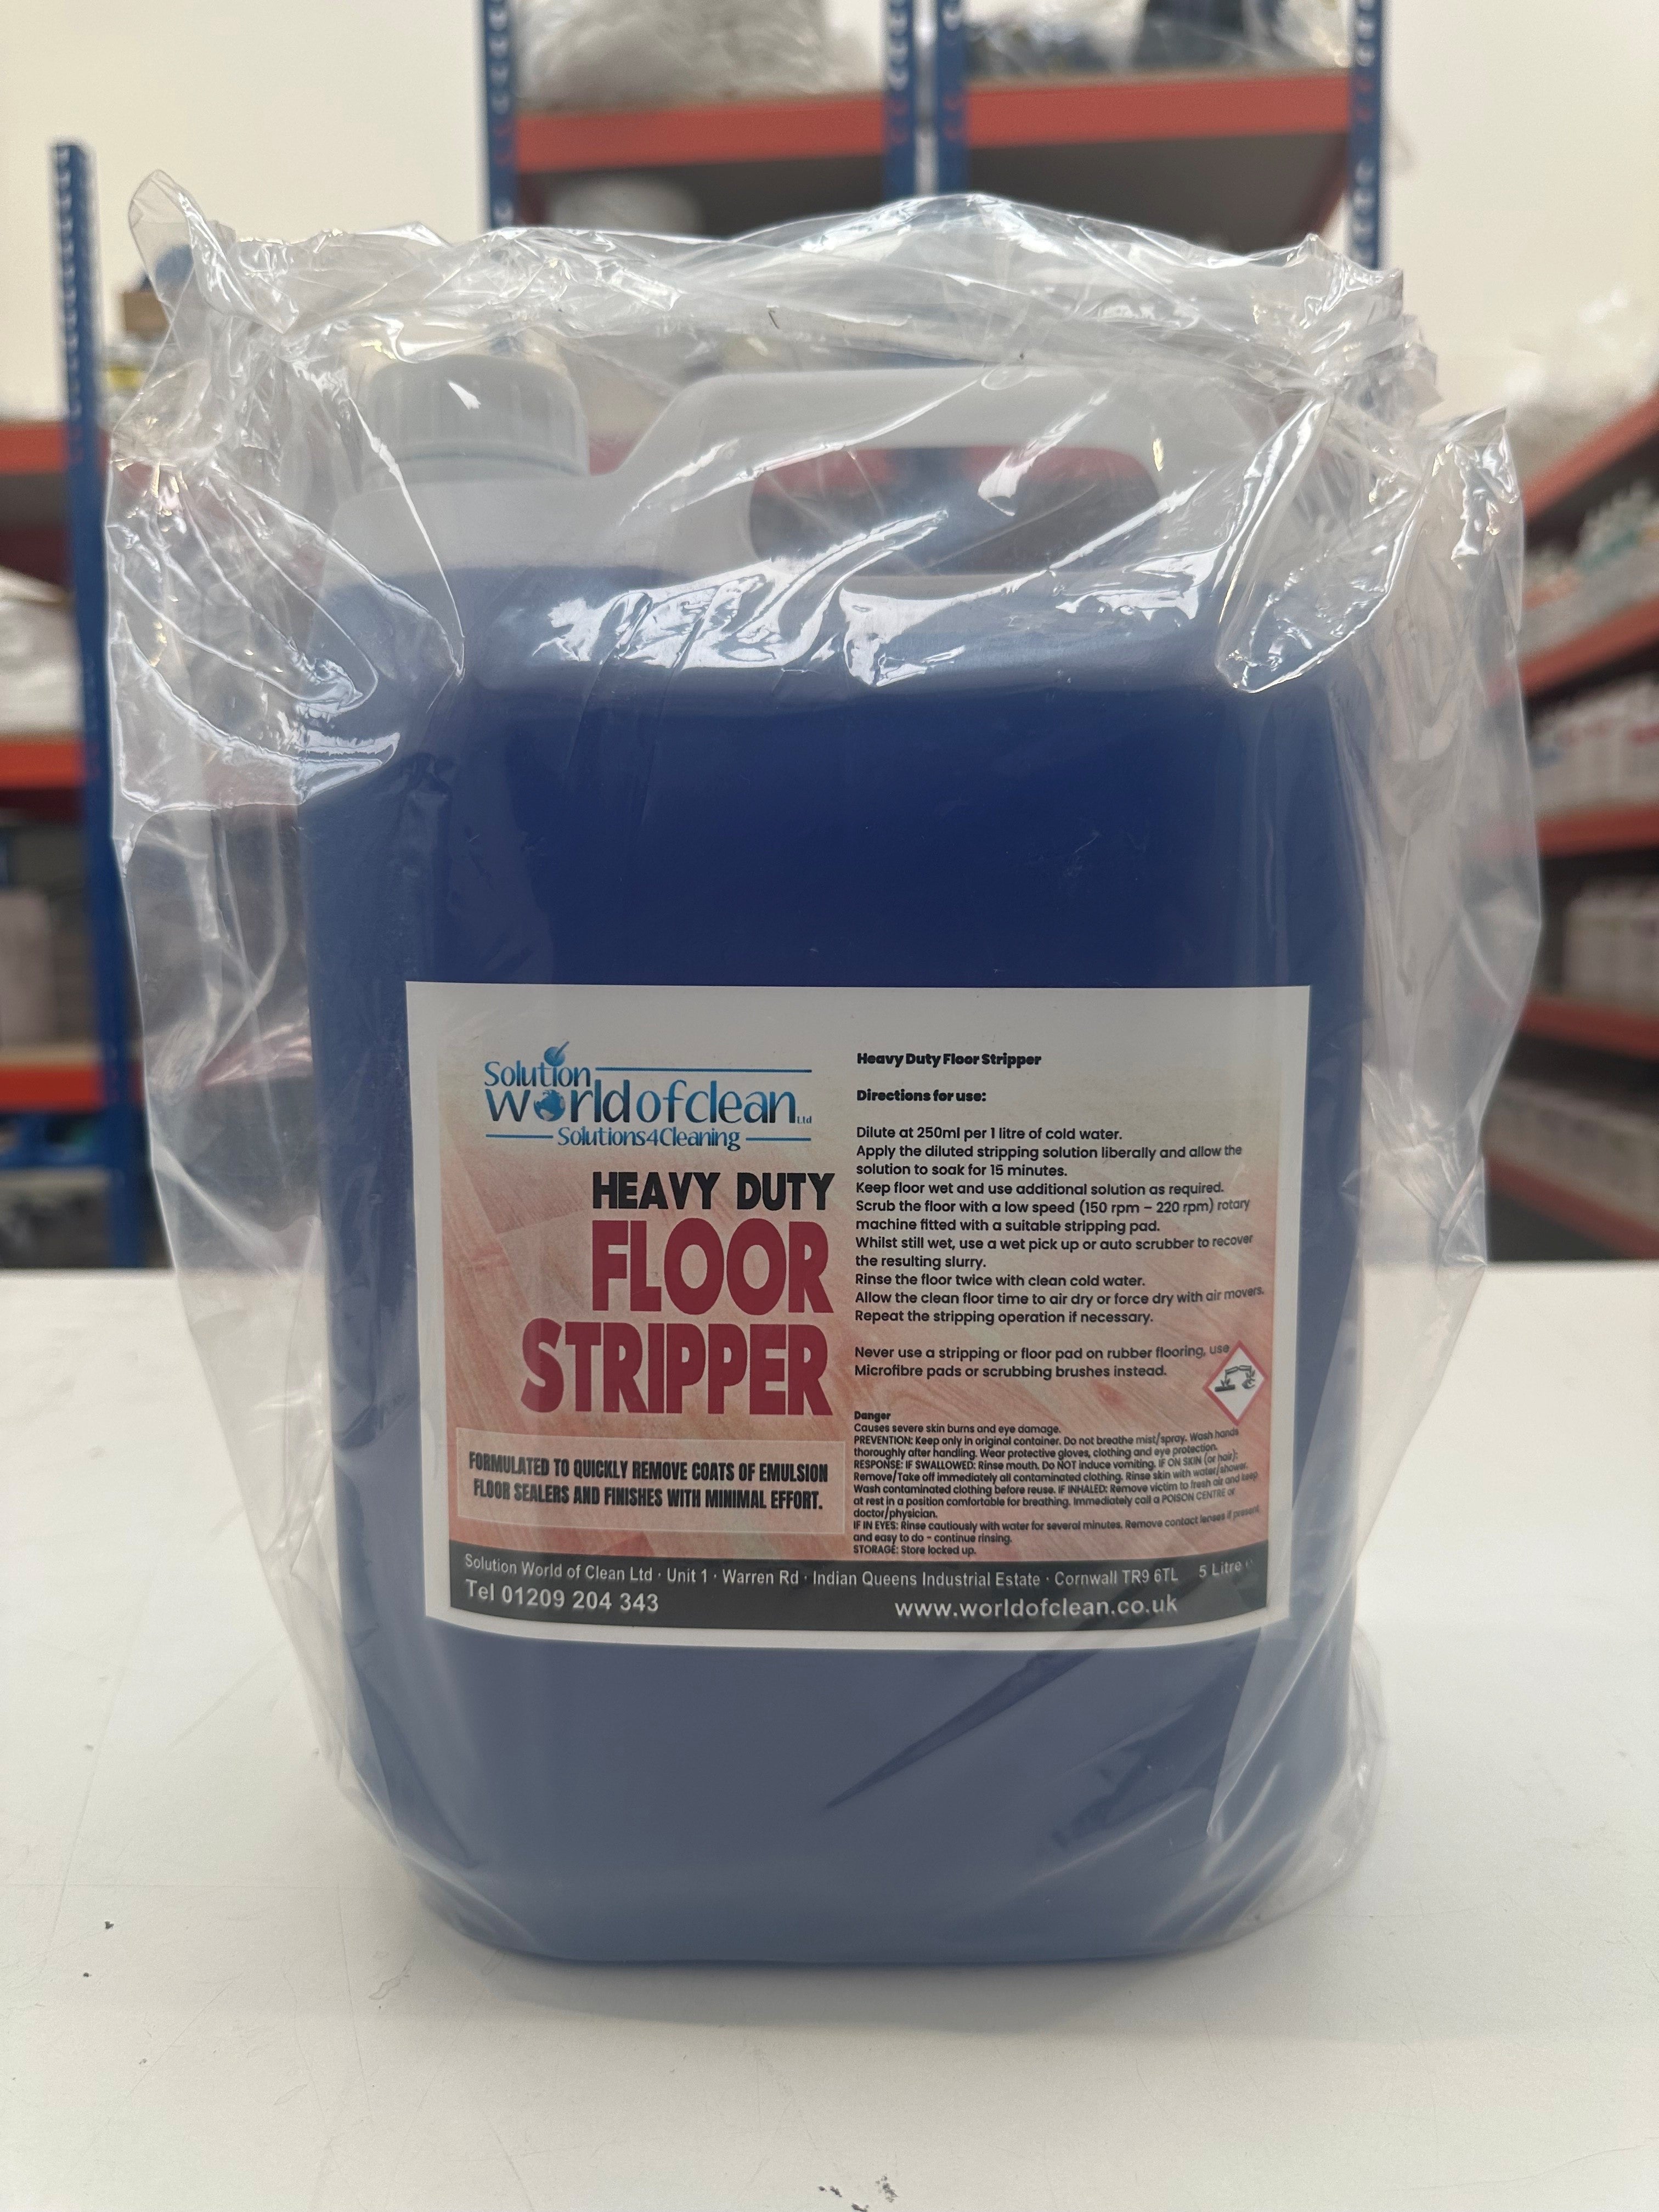 Solution
worldofclean Ltd
Solutions4Cleaning
HEAVY DUTY
FLOOR
STRIPPER
FORMULATED TO QUICKLY REMOVE COATS OF EMULSION
FLOOR SEALERS AND FINISHES WITH MINIMAL EFFORT.
Heavy Duty Floor Stripper
Directions for use:
Dilute at 250ml per 1 litre of cold water.
Apply the diluted stripping solution liberally and allow the
solution to soak for 15 minutes.
Keep floor wet and use additional solution as required.
Scrub the floor with a low speed (150 rpm – 220 rpm) rotary
machine fitted with a suitable stripping pad.
Whilst still wet, use a wet pick up or auto scrubber to recover
the resulting slurry.
Rinse the floor twice with clean cold water.
Allow the clean floor time to air dry or force dry with air movers.
Repeat the stripping operation if necessary.
Never use a stripping or floor pad on rubber flooring, use
Microfibre pads or scrubbing brushes instead.
Danger
Causes severe skin burns and eye damage.
PREVENTION: Keep only in original container. Do not breathe mist/spray. Wash hands
thoroughly after handling. Wear protective gloves, clothing and eye protection.
RESPONSE: IF SWALLOWED: Rinse mouth. Do NOT induce vomiting. IF ON SKIN (or hair):
Remove/Take off immediately all contaminated clothing. Rinse skin with water/shower.
Wash contaminated clothing before reuse. IF INHALED: Remove victim to fresh air and keep
at rest in a position comfortable for breathing. Immediately call a POISON CENTRE or
doctor/physician.
IF IN EYES: Rinse cautiously with water for several minutes. Remove contact lenses if present
and easy to do - continue rinsing.
STORAGE: Store locked up.
Solution World of Clean Ltd · Unit 1 · Warren Rd · Indian Queens Industrial Estate · Cornwall TR9 6TL 5 Litre
Tel 01209 204 343 www.worldofclean.co.uk